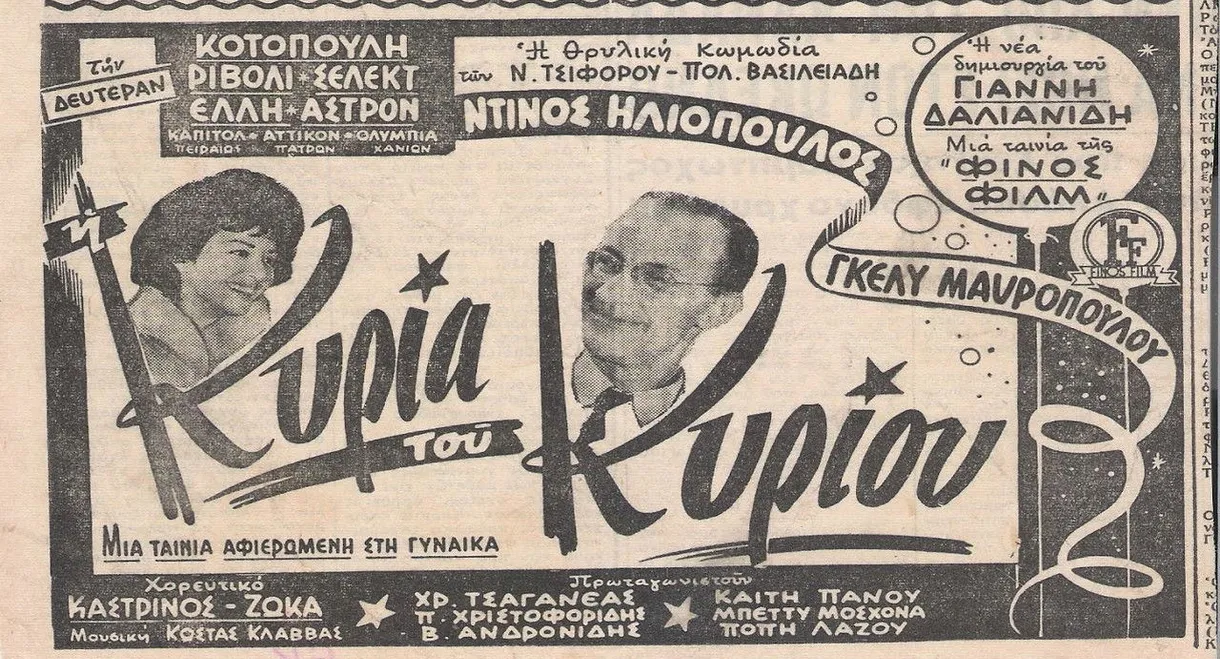 τὴν
ΔΕΥΤΕΡΑΝ
ΚΟΤΟΠΟΥΛΗ
ΡΙΒΟΛΙ * ΣΕΛΕΚΤ
ΕΛΛΗ * ΑΣΤΡΟΝ
ΚΑΠΙΤΟΛ * ΑΤΤΙΚΟΝ * ΟΛΥΜΠΙΑ
ΠΕΙΡΑΙΩΣ * ΠΑΤΡΩΝ * ΧΑΝΙΩΝ
Ἡ Θρυλικὴ Κωμωδία
τῶν Ν. ΤΣΙΦΟΡΟΥ - ΠΟΛ. ΒΑΣΙΛΕΙΑΔΗ
ΝΤΙΝΟΣ ΗΛΙΟΠΟΥΛΟΣ
Ἡ νέα
δημιουργία τοῦ
ΓΙΑΝΝΗ
ΔΑΛΙΑΝΙΔΗ
Μιά ταινία τῆς
"ΦΙΝΟΣ
ΦΙΛΜ"
FF
FINOS FILM
ΓΚΕΛΥ ΜΑΥΡΟΠΟΥΛΟΥ
ἡ
Κυρία
τοῦ
Κυρίου
ΜΙΑ ΤΑΙΝΙΑ ΑΦΙΕΡΩΜΕΝΗ ΣΤΗ ΓΥΝΑΙΚΑ
Χορευτικό
ΚΑΣΤΡΙΝΟΣ - ΖΩΚΑ
Μουσική ΚΩΣΤΑΣ ΚΛΑΒΒΑΣ
Πρωταγωνιστοῦν
ΧΡ. ΤΣΑΓΑΝΕΑΣ
Π. ΧΡΙΣΤΟΦΟΡΙΔΗΣ
Β. ΑΝΔΡΟΝΙΔΗΣ
ΚΑΙΤΗ ΠΑΝΟΥ
ΜΠΕΤΤΥ ΜΟΣΧΟΝΑ
ΠΟΠΗ ΛΑΖΟΥ